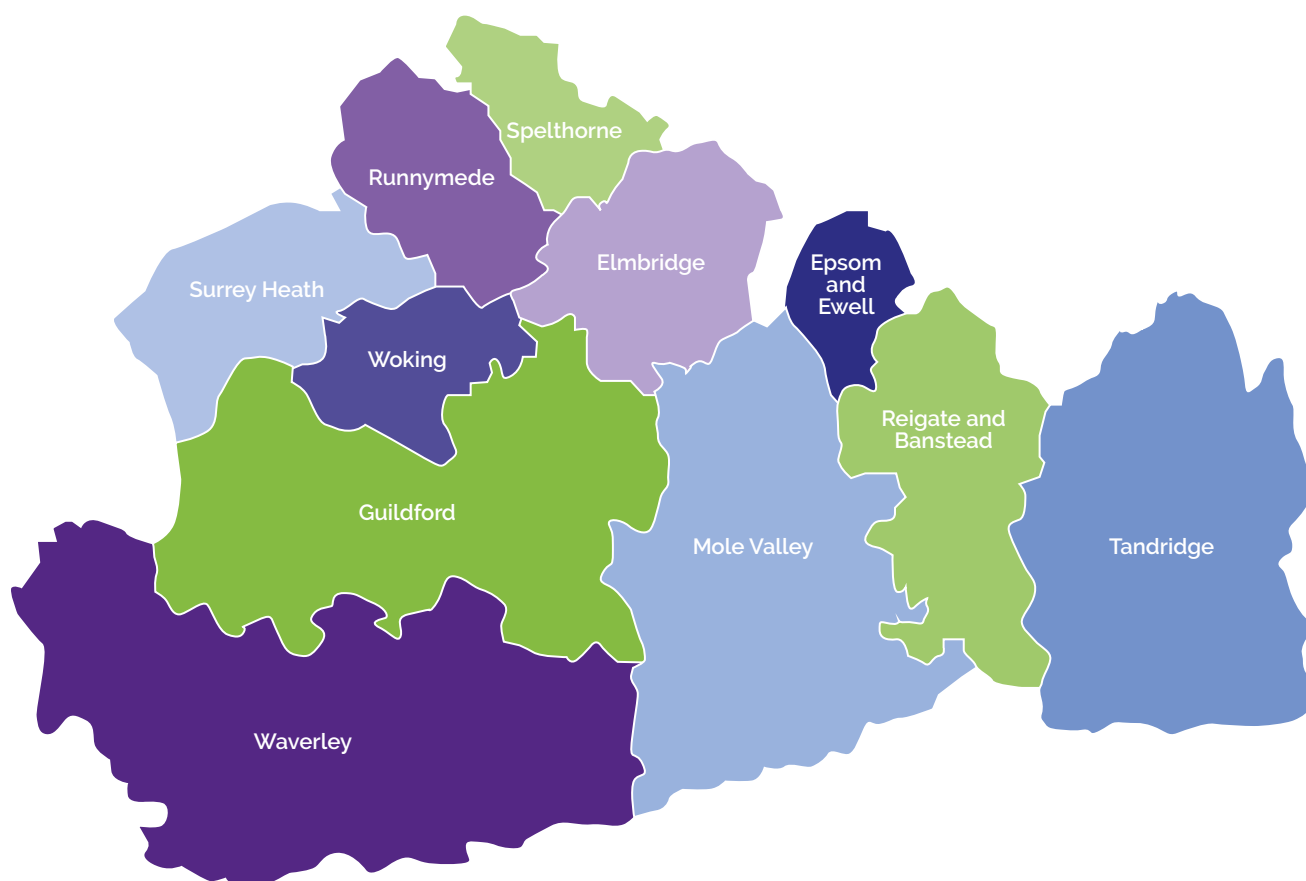 Spelthorne
Runnymede
Elmbridge
Epsom
and
Ewell
Surrey Heath
Woking
Reigate and
Banstead
Guildford
Mole Valley
Tandridge
Waverley